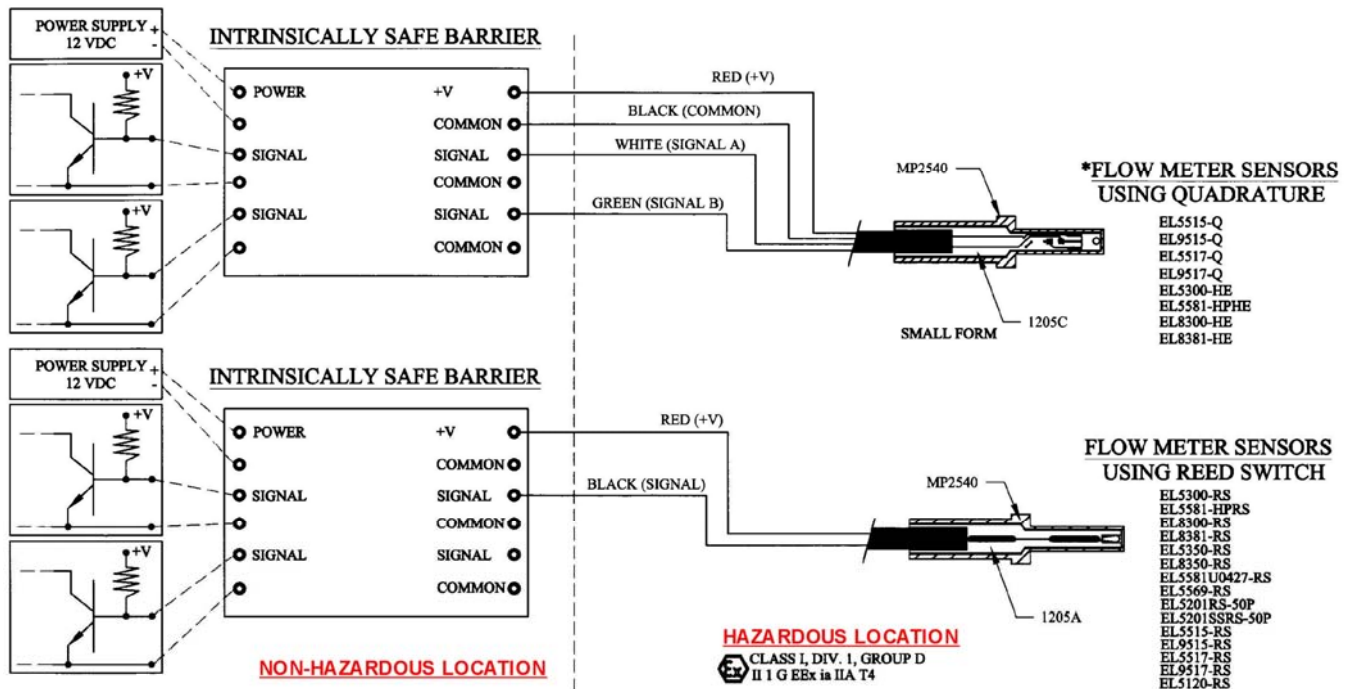 POWER SUPPLY +
12 VDC -
INTRINSICALLY SAFE BARRIER
+V
POWER +V
COMMON
SIGNAL SIGNAL
COMMON
SIGNAL SIGNAL
COMMON
+V
RED (+V)
BLACK (COMMON)
WHITE (SIGNAL A)
GREEN (SIGNAL B)
MP2540
1205C
SMALL FORM
*FLOW METER SENSORS
USING QUADRATURE
EL5515-Q
EL9515-Q
EL5517-Q
EL9517-Q
EL5300-HE
EL5581-HPHE
EL8300-HE
EL8381-HE
POWER SUPPLY +
12 VDC -
INTRINSICALLY SAFE BARRIER
+V
POWER +V
COMMON
SIGNAL SIGNAL
COMMON
SIGNAL SIGNAL
COMMON
+V
RED (+V)
BLACK (SIGNAL)
MP2540
1205A
FLOW METER SENSORS
USING REED SWITCH
EL5300-RS
EL5581-HPRS
EL8300-RS
EL8381-RS
EL5350-RS
EL8350-RS
EL5581U0427-RS
EL5569-RS
EL5201RS-50P
EL5201SSRS-50P
EL5515-RS
EL9515-RS
EL5517-RS
EL9517-RS
EL5120-RS
NON-HAZARDOUS LOCATION
HAZARDOUS LOCATION
Ex CLASS I, DIV. 1, GROUP D
II 1 G EEx ia IIA T4